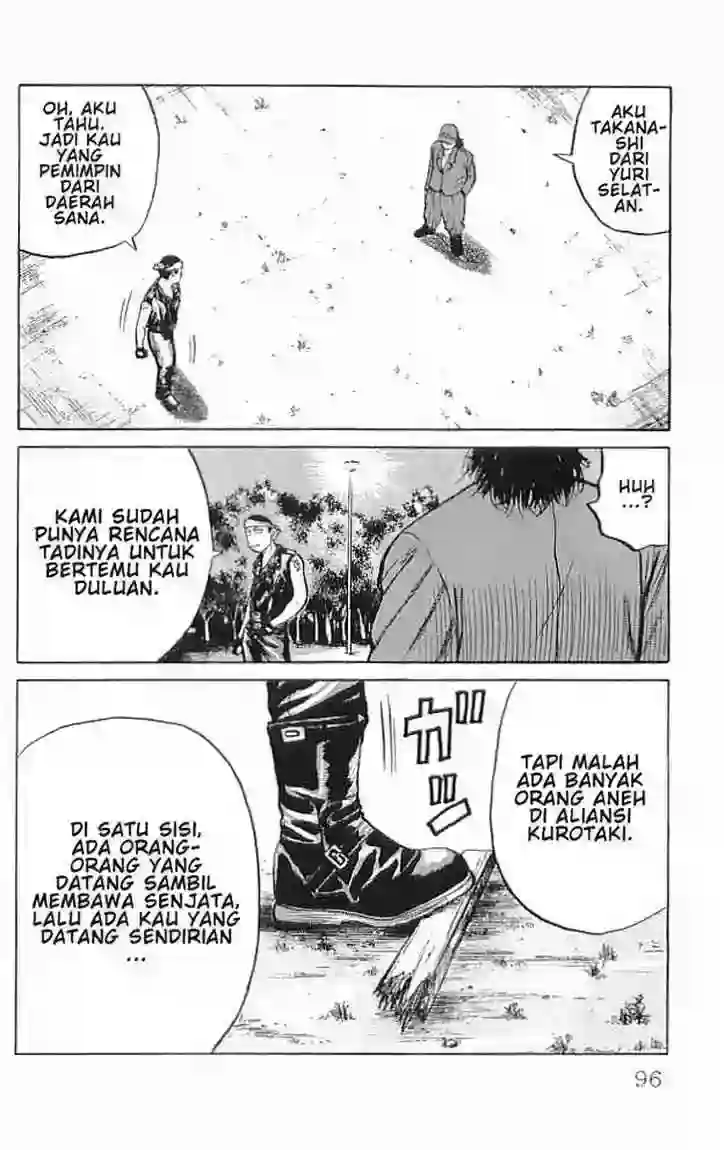 AKU
TAKANA-
SHI
DARI
YURI
SELAT-
AN.
OH, AKU
TAHU.
JADI KAU
YANG
PEMIMPIN
DARI
DAERAH
SANA.
HUH
...?
KAMI SUDAH
PUNYA RENCANA
TADINYA UNTUK
BERTEMU KAU
DULUAN.
TAPI MALAH
ADA BANYAK
ORANG ANEH
DI ALIANSI
KUROTAKI.
ガガッ
DI SATU SISI,
ADA ORANG-
ORANG YANG
DATANG SAMBIL
MEMBAWA SENJATA,
LALU ADA KAU YANG
DATANG SENDIRIAN
...
96